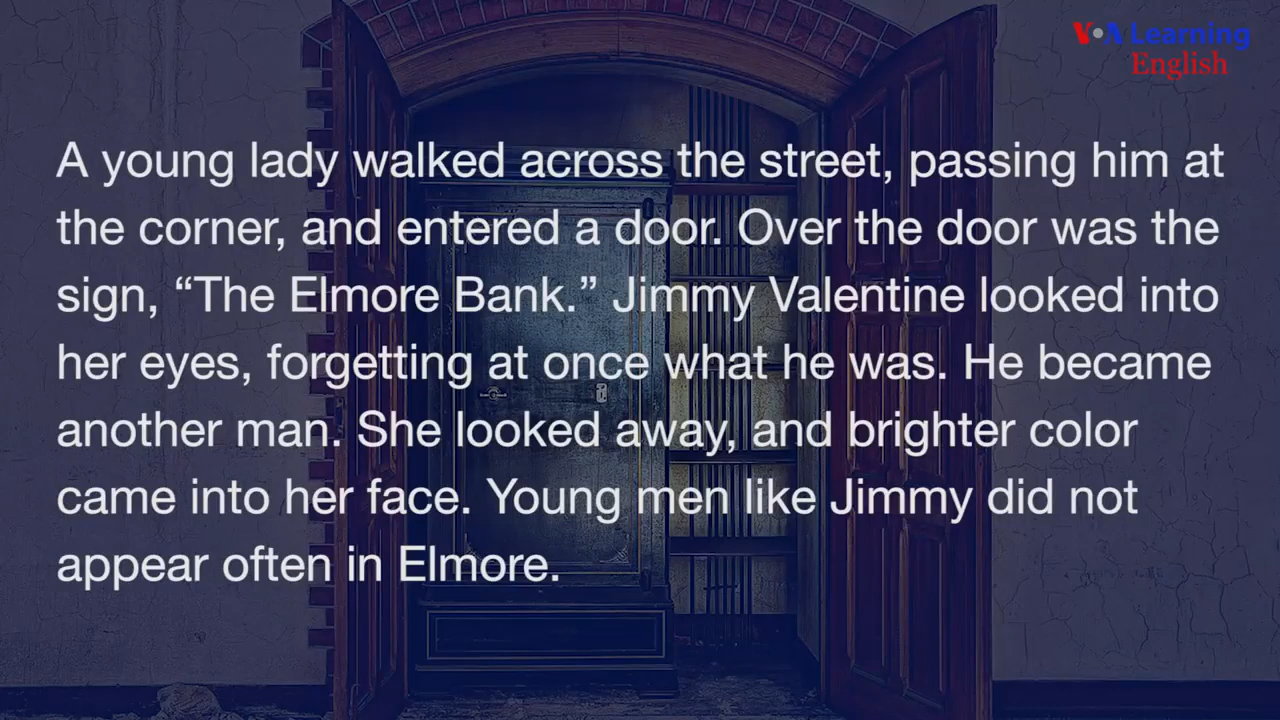 VOA Learning
English
A young lady walked across the street, passing him at
the corner, and entered a door. Over the door was the
sign, “The Elmore Bank.” Jimmy Valentine looked into
her eyes, forgetting at once what he was. He became
another man. She looked away, and brighter color
came into her face. Young men like Jimmy did not
appear often in Elmore.